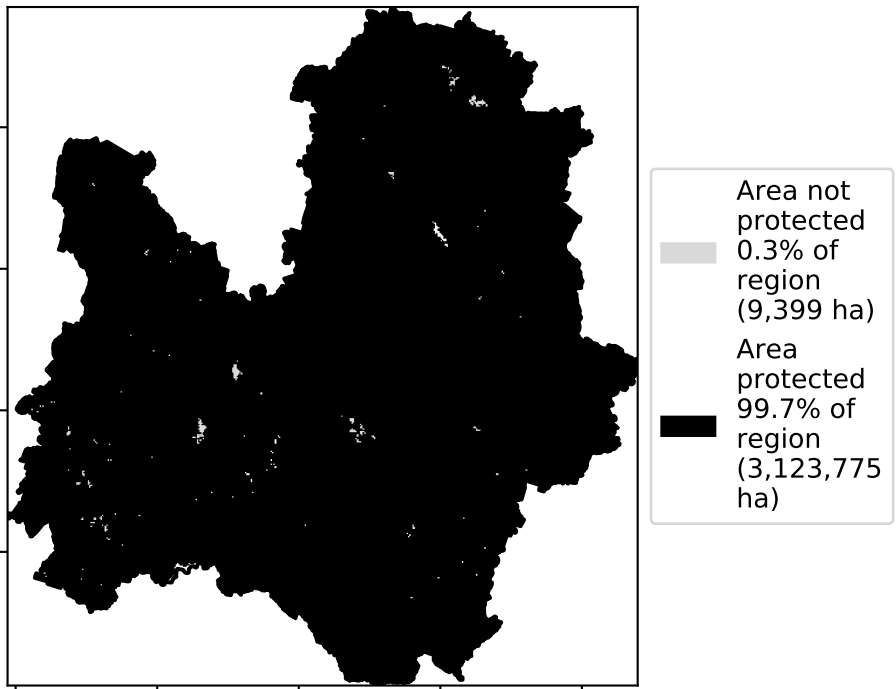 Area not
protected
0.3% of
region
(9,399 ha)
Area
protected
99.7% of
region
(3,123,775
ha)